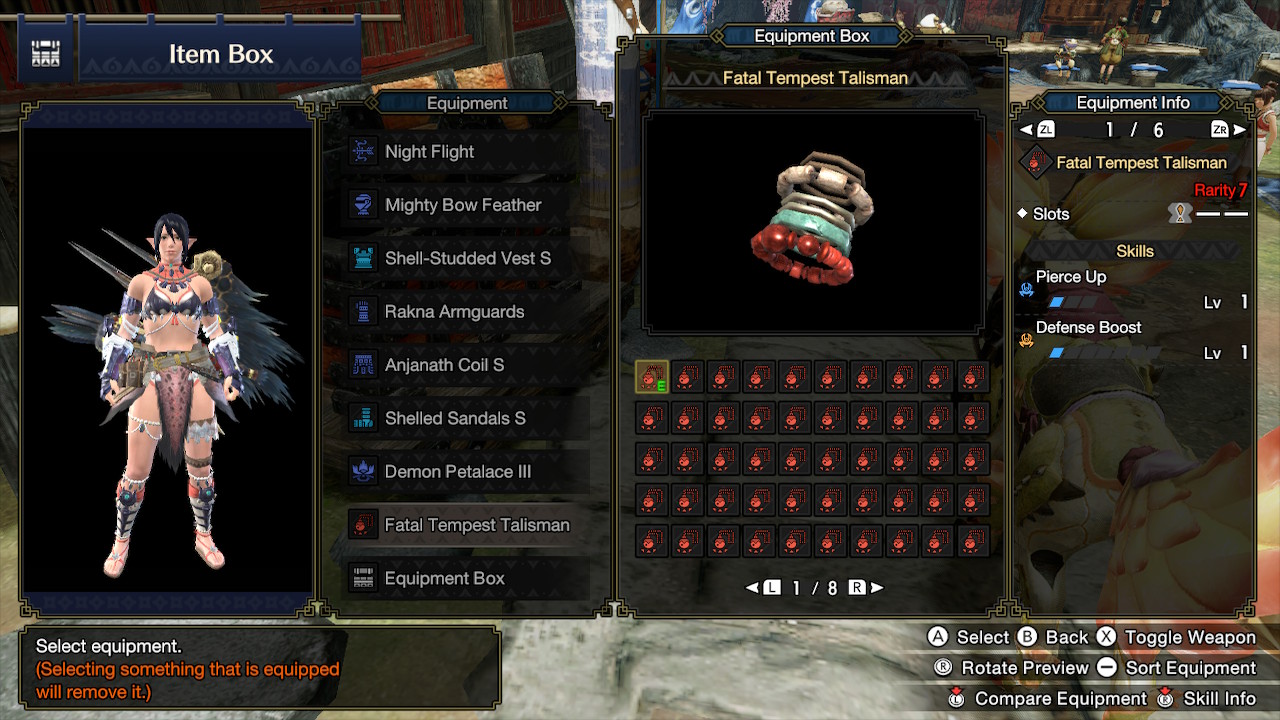 Item Box
Equipment
Night Flight
Mighty Bow Feather
Shell-Studded Vest S
Rakna Armguards
Anjanath Coil S
Shelled Sandals S
Demon Petalace III
Fatal Tempest Talisman
Equipment Box
Equipment Box
Fatal Tempest Talisman
E
L 1 / 8 R
Equipment Info
ZL 1 / 6 ZR
Fatal Tempest Talisman
Rarity 7
Slots
Skills
Pierce Up
Lv 1
Defense Boost
Lv 1
Select equipment.
(Selecting something that is equipped
will remove it.)
A Select B Back X Toggle Weapon
R Rotate Preview Sort Equipment
L Compare Equipment R Skill Info